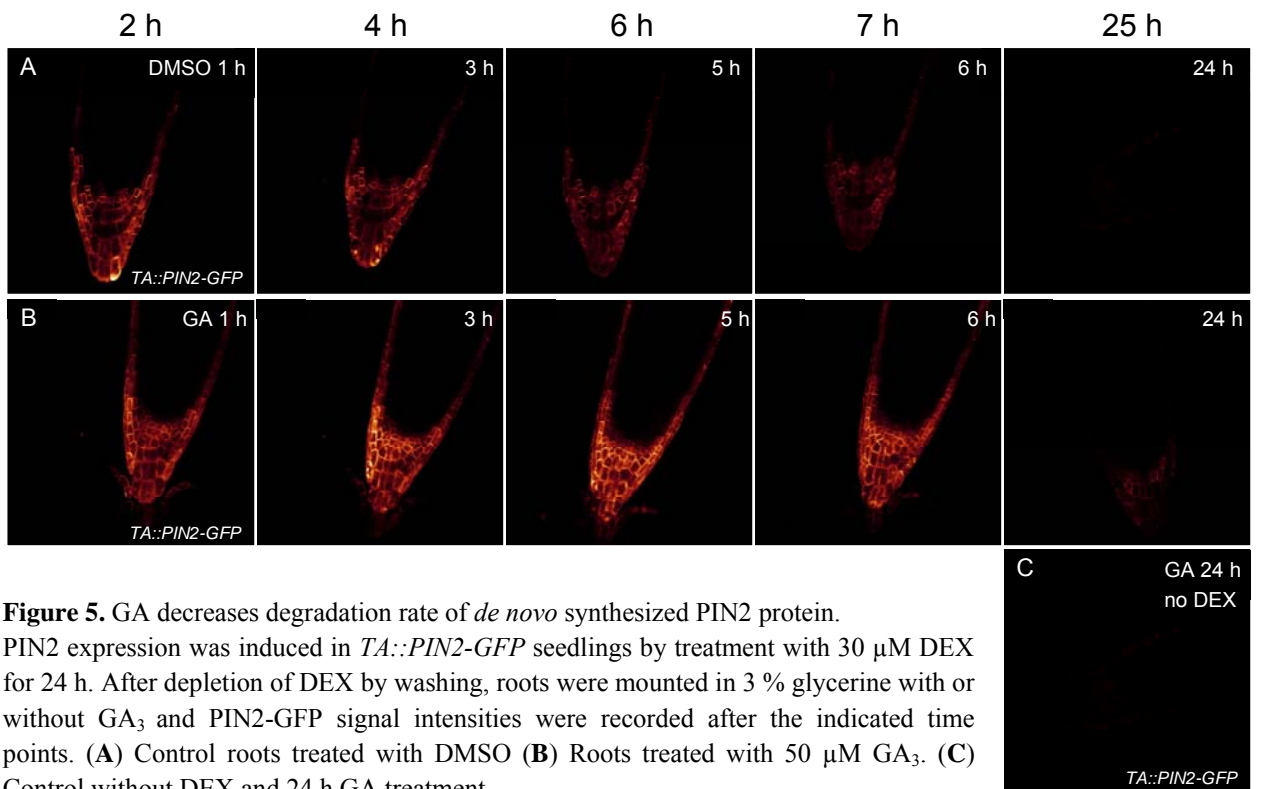 2 h 4 h 6 h 7 h 25 h
A DMSO 1 h 3 h 5 h 6 h 24 h
TA::PIN2-GFP
B GA 1 h 3 h 5 h 6 h 24 h
TA::PIN2-GFP
C GA 24 h
no DEX
TA::PIN2-GFP
Figure 5. GA decreases degradation rate of de novo synthesized PIN2 protein.
PIN2 expression was induced in TA::PIN2-GFP seedlings by treatment with 30 µM DEX
for 24 h. After depletion of DEX by washing, roots were mounted in 3 % glycerine with or
without GA₃ and PIN2-GFP signal intensities were recorded after the indicated time
points. (A) Control roots treated with DMSO (B) Roots treated with 50 µM GA₃. (C)
Control without DEX and 24 h GA treatment